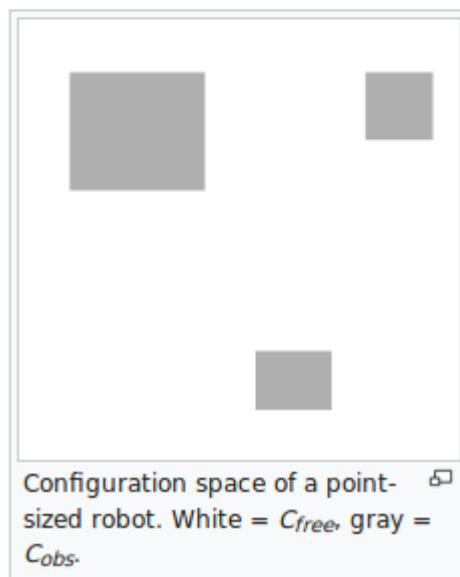 Configuration space of a point-
sized robot. White = Cfree, gray =
Cobs.